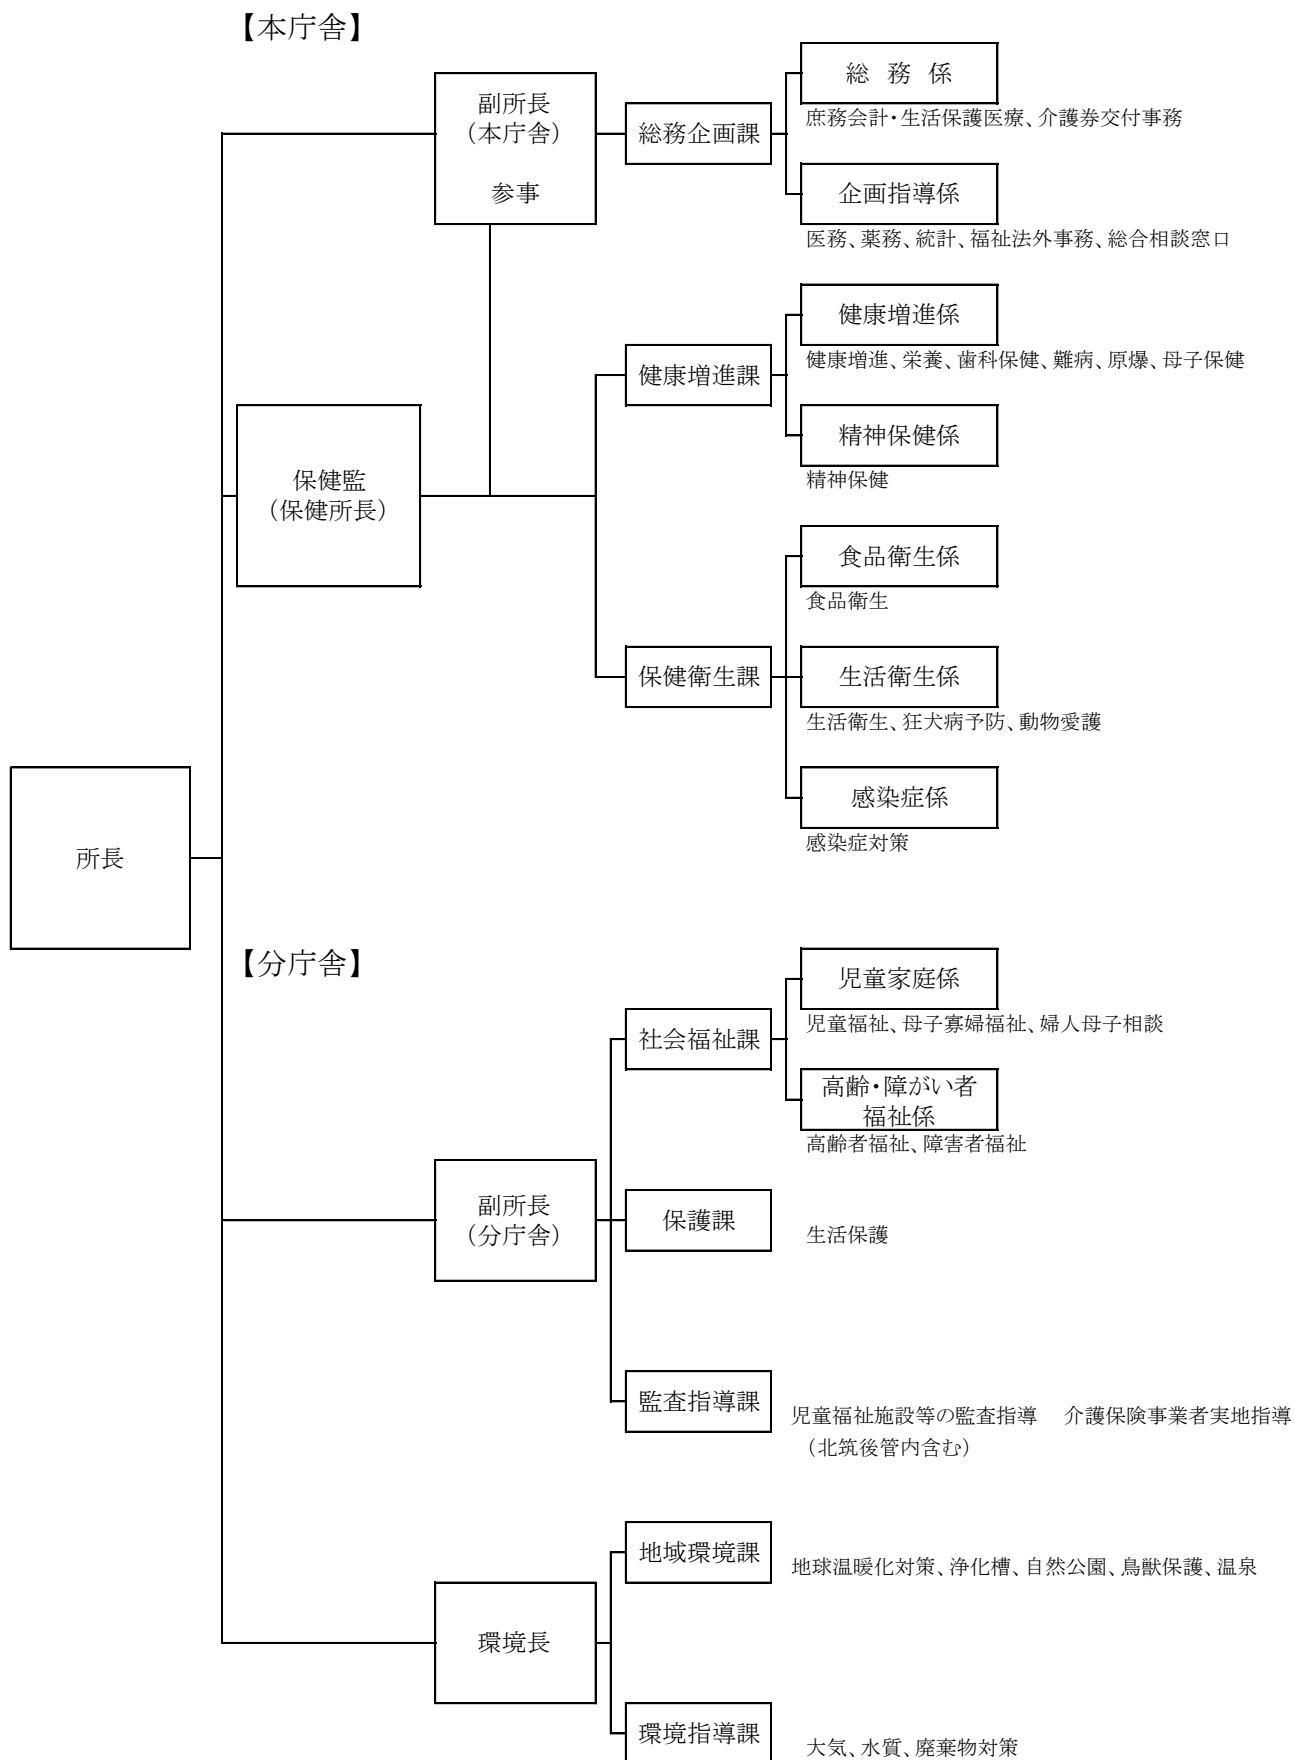 【本庁舎】
総 務 係
副所長
（本庁舎）
参事
総務企画課
庶務会計・生活保護医療、介護券交付事務
企画指導係
医務、薬務、統計、福祉法外事務、総合相談窓口
健康増進係
健康増進課
健康増進、栄養、歯科保健、難病、原爆、母子保健
精神保健係
精神保健
保健監
（保健所長）
食品衛生係
食品衛生
保健衛生課
生活衛生係
生活衛生、狂犬病予防、動物愛護
感染症係
感染症対策
所長
【分庁舎】
児童家庭係
児童福祉、母子寡婦福祉、婦人母子相談
社会福祉課
高齢・障がい者
福祉係
高齢者福祉、障害者福祉
副所長
（分庁舎）
保護課
生活保護
監査指導課
児童福祉施設等の監査指導　介護保険事業者実地指導
（北筑後管内含む）
地域環境課
地球温暖化対策、浄化槽、自然公園、鳥獣保護、温泉
環境長
環境指導課
大気、水質、廃棄物対策